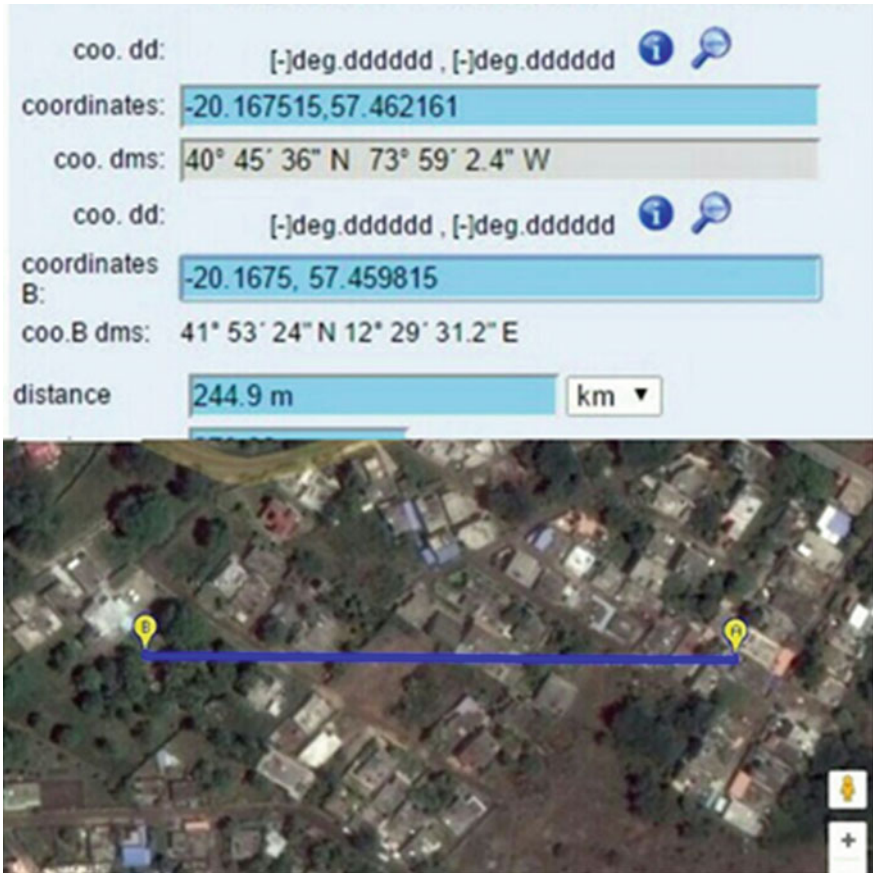 coo. dd: [-]deg.dddddd , [-]deg.dddddd
coordinates: -20.167515,57.462161
coo. dms: 40° 45´ 36" N 73° 59´ 2.4" W
coo. dd: [-]deg.dddddd , [-]deg.dddddd
coordinates
B: -20.1675, 57.459815
coo.B dms: 41° 53´ 24" N 12° 29´ 31.2" E
distance 244.9 m km
B A
+